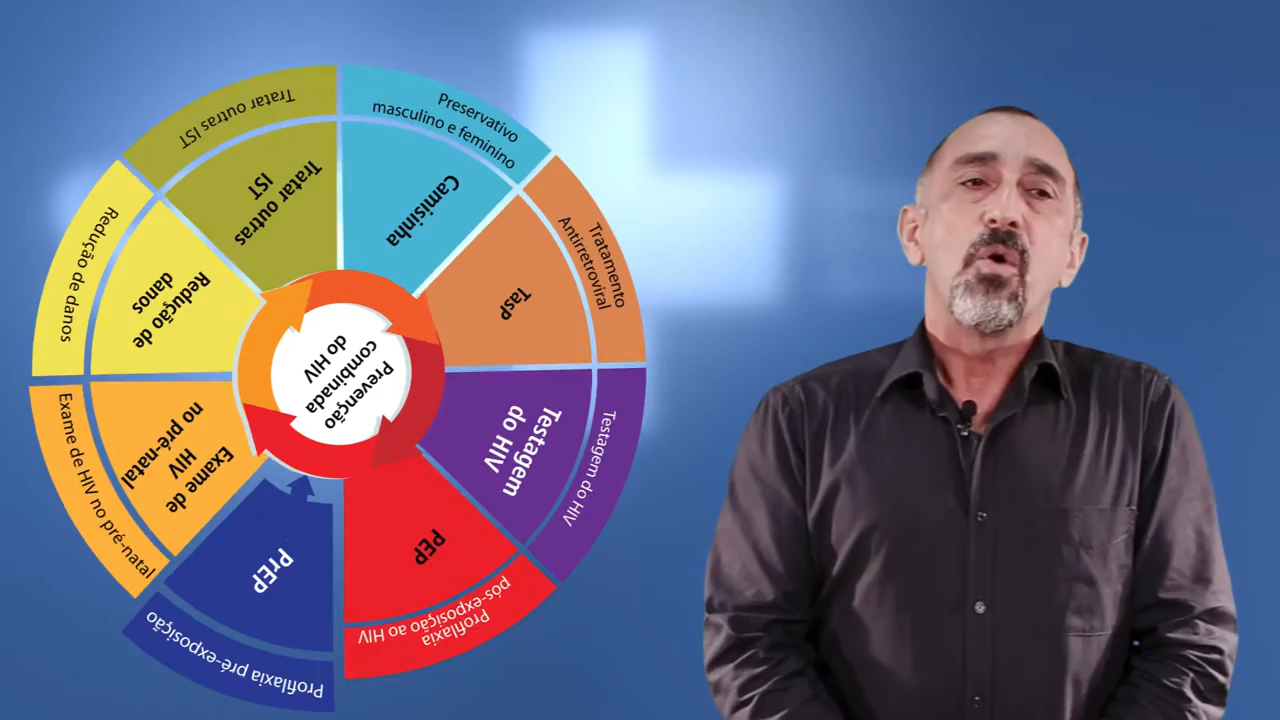 Tratar outras IST
Tratar outras
IST
Preservativo
masculino e feminino
Camisinha
Tratamento
Antirretroviral
TasP
Testagem do HIV
Testagem
do HIV
Profilaxia
pós-exposição ao HIV
PEP
Profilaxia pré-exposição
PrEP
Exame de HIV no pré-natal
Exame de
HIV
no pré-natal
Redução de danos
Redução de
danos
Prevenção
combinada
do HIV